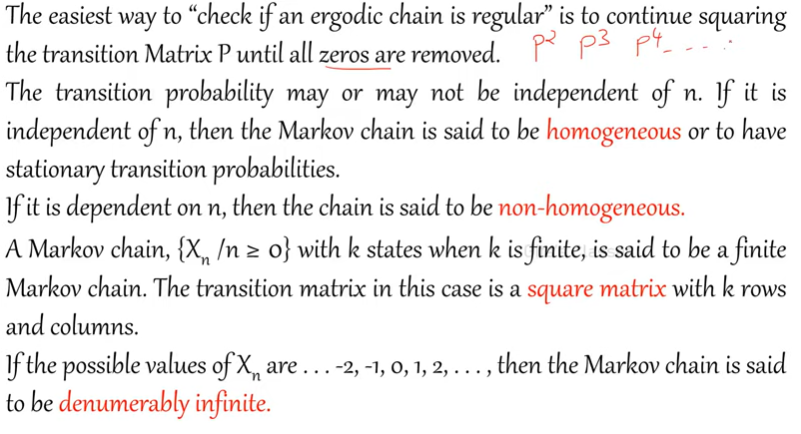 The easiest way to “check if an ergodic chain is regular” is to continue squaring
the transition Matrix P until all zeros are removed. p² p³ p⁴- - - - :
The transition probability may or may not be independent of n. If it is
independent of n, then the Markov chain is said to be homogeneous or to have
stationary transition probabilities.
If it is dependent on n, then the chain is said to be non-homogeneous.
A Markov chain, {Xₙ /n ≥ 0} with k states when k is finite, is said to be a finite
Markov chain. The transition matrix in this case is a square matrix with k rows
and columns.
If the possible values of Xₙ are . . . -2, -1, 0, 1, 2, . . . , then the Markov chain is said
to be denumerably infinite.